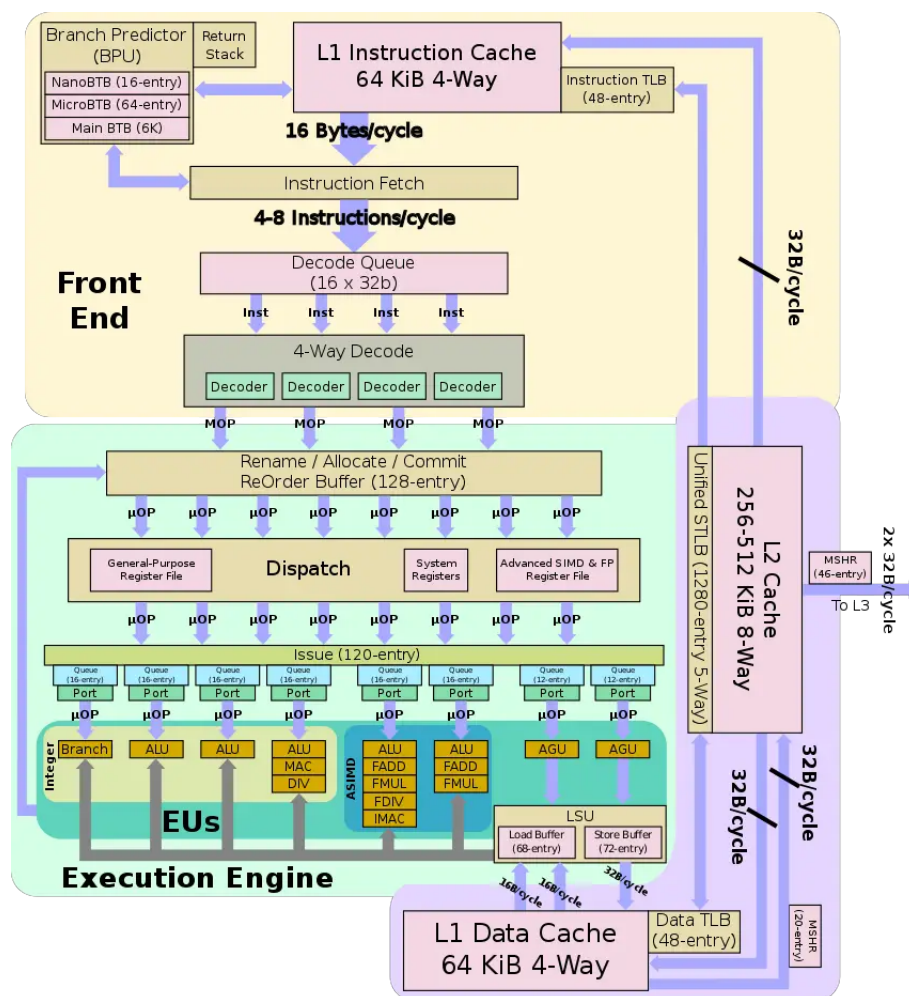 Branch Predictor
(BPU)
Return
Stack
NanoBTB (16-entry)
MicroBTB (64-entry)
Main BTB (6K)
L1 Instruction Cache
64 KiB 4-Way
Instruction TLB
(48-entry)
16 Bytes/cycle
Instruction Fetch
4-8 Instructions/cycle
Decode Queue
(16 x 32b)
32B/cycle
Front
End
Inst
Inst
Inst
Inst
4-Way Decode
Decoder
Decoder
Decoder
Decoder
MOP
MOP
MOP
MOP
Rename / Allocate / Commit
ReOrder Buffer (128-entry)
μOP
μOP
μOP
μOP
μOP
μOP
μOP
μOP
General-Purpose
Register File
Dispatch
System
Registers
Advanced SIMD & FP
Register File
μOP
μOP
μOP
μOP
μOP
μOP
μOP
μOP
Issue (120-entry)
Queue
(16-entry)
Port
Queue
(16-entry)
Port
Queue
(16-entry)
Port
Queue
(16-entry)
Port
Queue
(16-entry)
Port
Queue
(16-entry)
Port
Queue
(12-entry)
Port
Queue
(12-entry)
Port
μOP
μOP
μOP
μOP
μOP
μOP
μOP
μOP
Integer
Branch
ALU
ALU
ALU
MAC
DIV
ASIMD
ALU
FADD
FMUL
FDIV
IMAC
ALU
FADD
FMUL
AGU
AGU
EUs
LSU
Load Buffer
(68-entry)
Store Buffer
(72-entry)
Execution Engine
16B/cycle
16B/cycle
32B/cycle
Unified STLB (1280-entry 5-Way)
L2 Cache
256-512 KiB 8-Way
MSHR
(46-entry)
To L3
2x 32B/cycle
32B/cycle
32B/cycle
L1 Data Cache
64 KiB 4-Way
Data TLB
(48-entry)
MSHR
(20-entry)